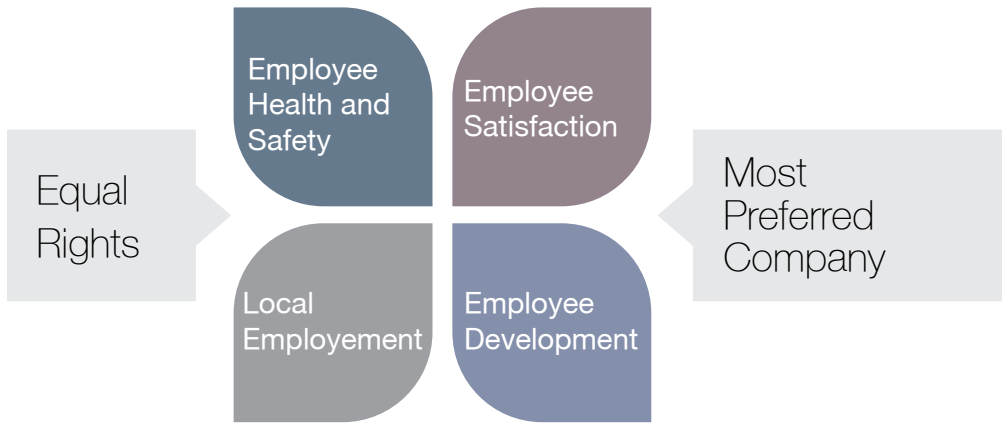 Employee
Health and
Safety
Employee
Satisfaction
Equal
Rights
Most
Preferred
Company
Local
Employement
Employee
Development